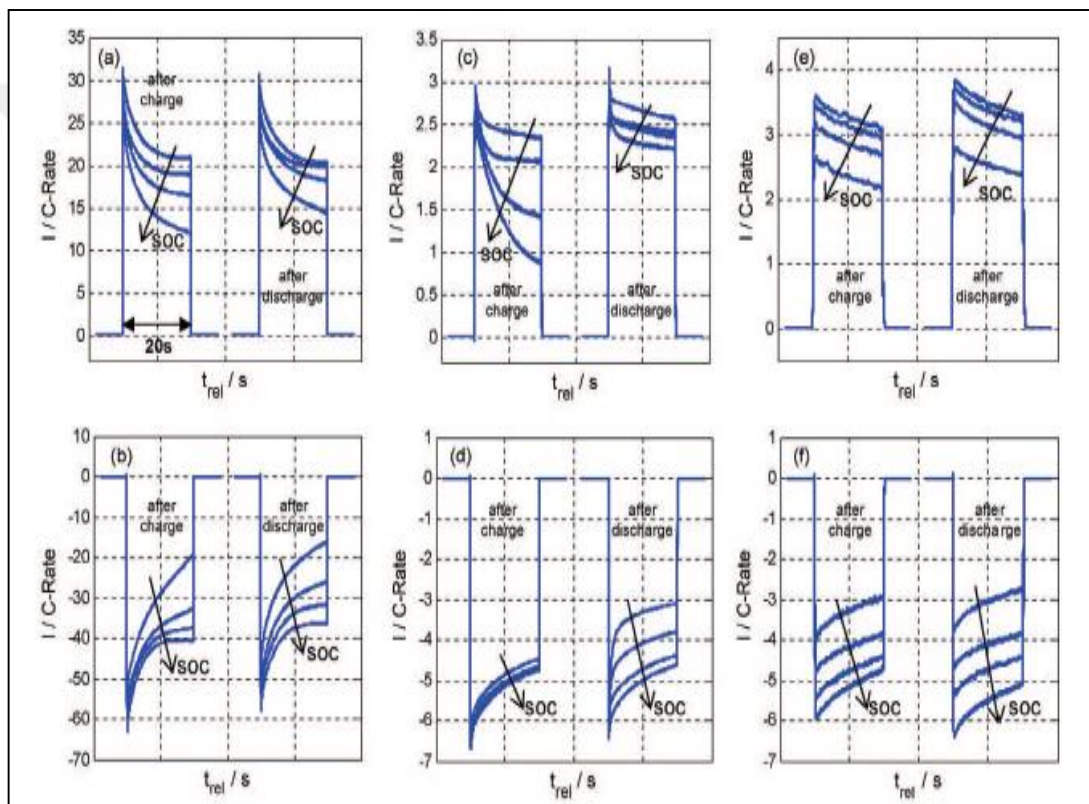 (a)
after
charge
SOC
after
discharge
20s
35
30
25
20
15
10
5
0
I / C-Rate
t_rel / s
(c)
SOC
SOC
after
charge
after
discharge
3.5
3
2.5
2
1.5
1
0.5
0
I / C-Rate
t_rel / s
(e)
SOC
SOC
after
charge
after
discharge
4
3
2
1
0
I / C-Rate
t_rel / s
(b)
after
charge
after
discharge
SOC
SOC
10
0
-10
-20
-30
-40
-50
-60
-70
I / C-Rate
t_rel / s
(d)
after
charge
after
discharge
SOC
SOC
1
0
-1
-2
-3
-4
-5
-6
-7
I / C-Rate
t_rel / s
(f)
after
charge
after
discharge
SOC
SOC
1
0
-1
-2
-3
-4
-5
-6
-7
I / C-Rate
t_rel / s